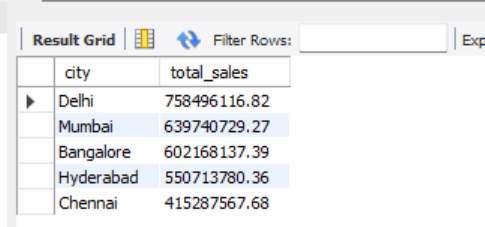 Result Grid Filter Rows: Exp
city total_sales
Delhi 758496116.82
Mumbai 639740729.27
Bangalore 602168137.39
Hyderabad 550713780.36
Chennai 415287567.68